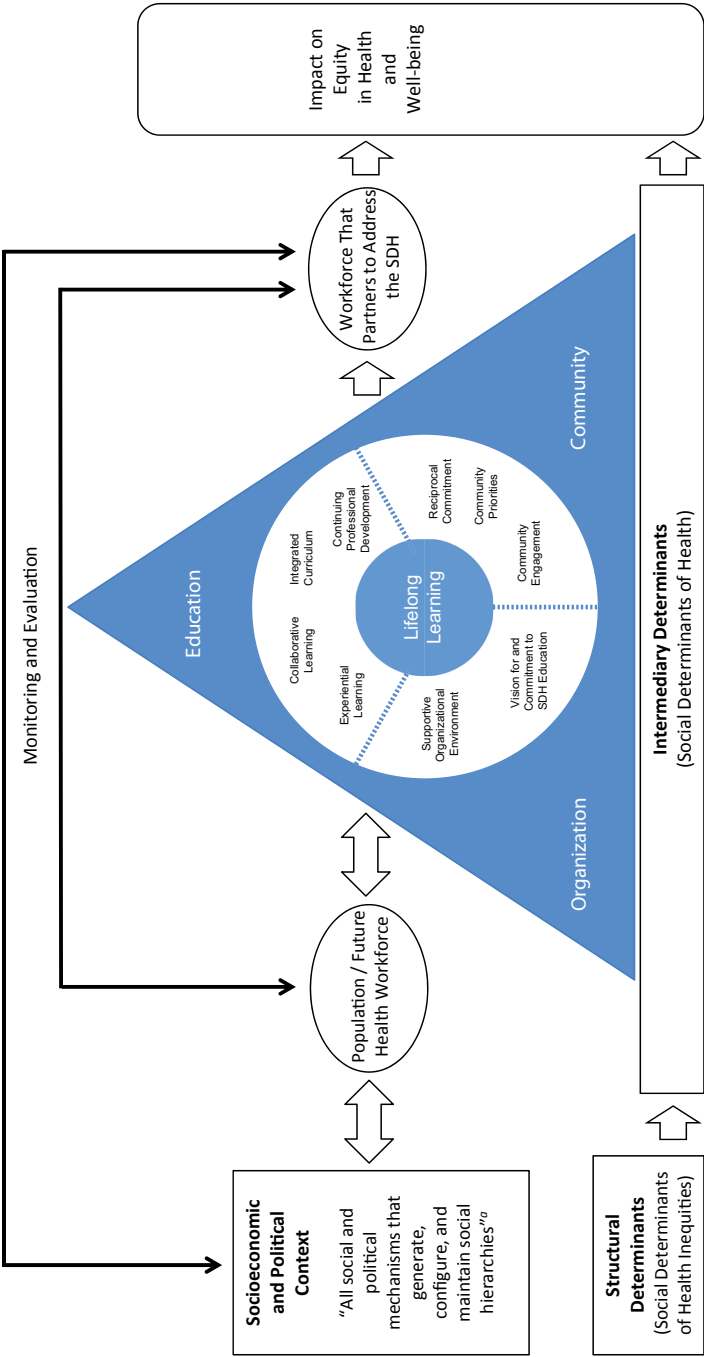 Monitoring and Evaluation
Socioeconomic
and Political
Context
“All social and
political
mechanisms that
generate,
configure, and
maintain social
hierarchies”a
Population / Future
Health Workforce
Education
Organization
Community
Experiential
Learning
Collaborative
Learning
Integrated
Curriculum
Continuing
Professional
Development
Reciprocal
Commitment
Community
Priorities
Community
Engagement
Vision for and
Commitment to
SDH Education
Supportive
Organizational
Environment
Lifelong
Learning
Workforce That
Partners to Address
the SDH
Impact on
Equity
in Health
and
Well-being
Structural
Determinants
(Social Determinants
of Health Inequities)
Intermediary Determinants
(Social Determinants of Health)